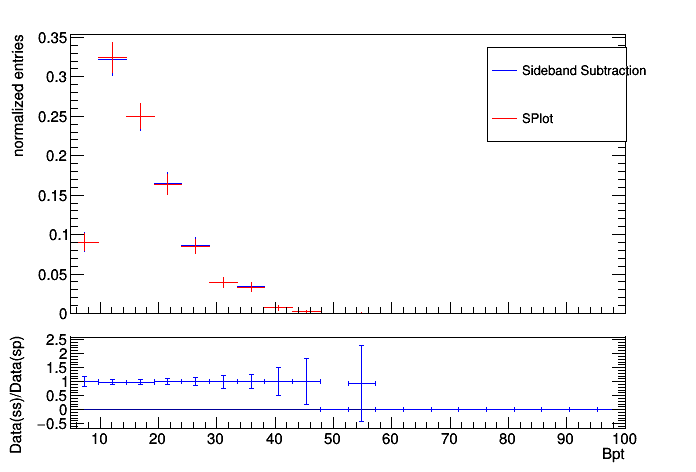 normalized entries
0.35
0.3
0.25
0.2
0.15
0.1
0.05
0
Sideband Subtraction
SPlot
Data(ss)/Data(sp)
2.5
2
1.5
1
0.5
0
−0.5
10 20 30 40 50 60 70 80 90 100
Bpt